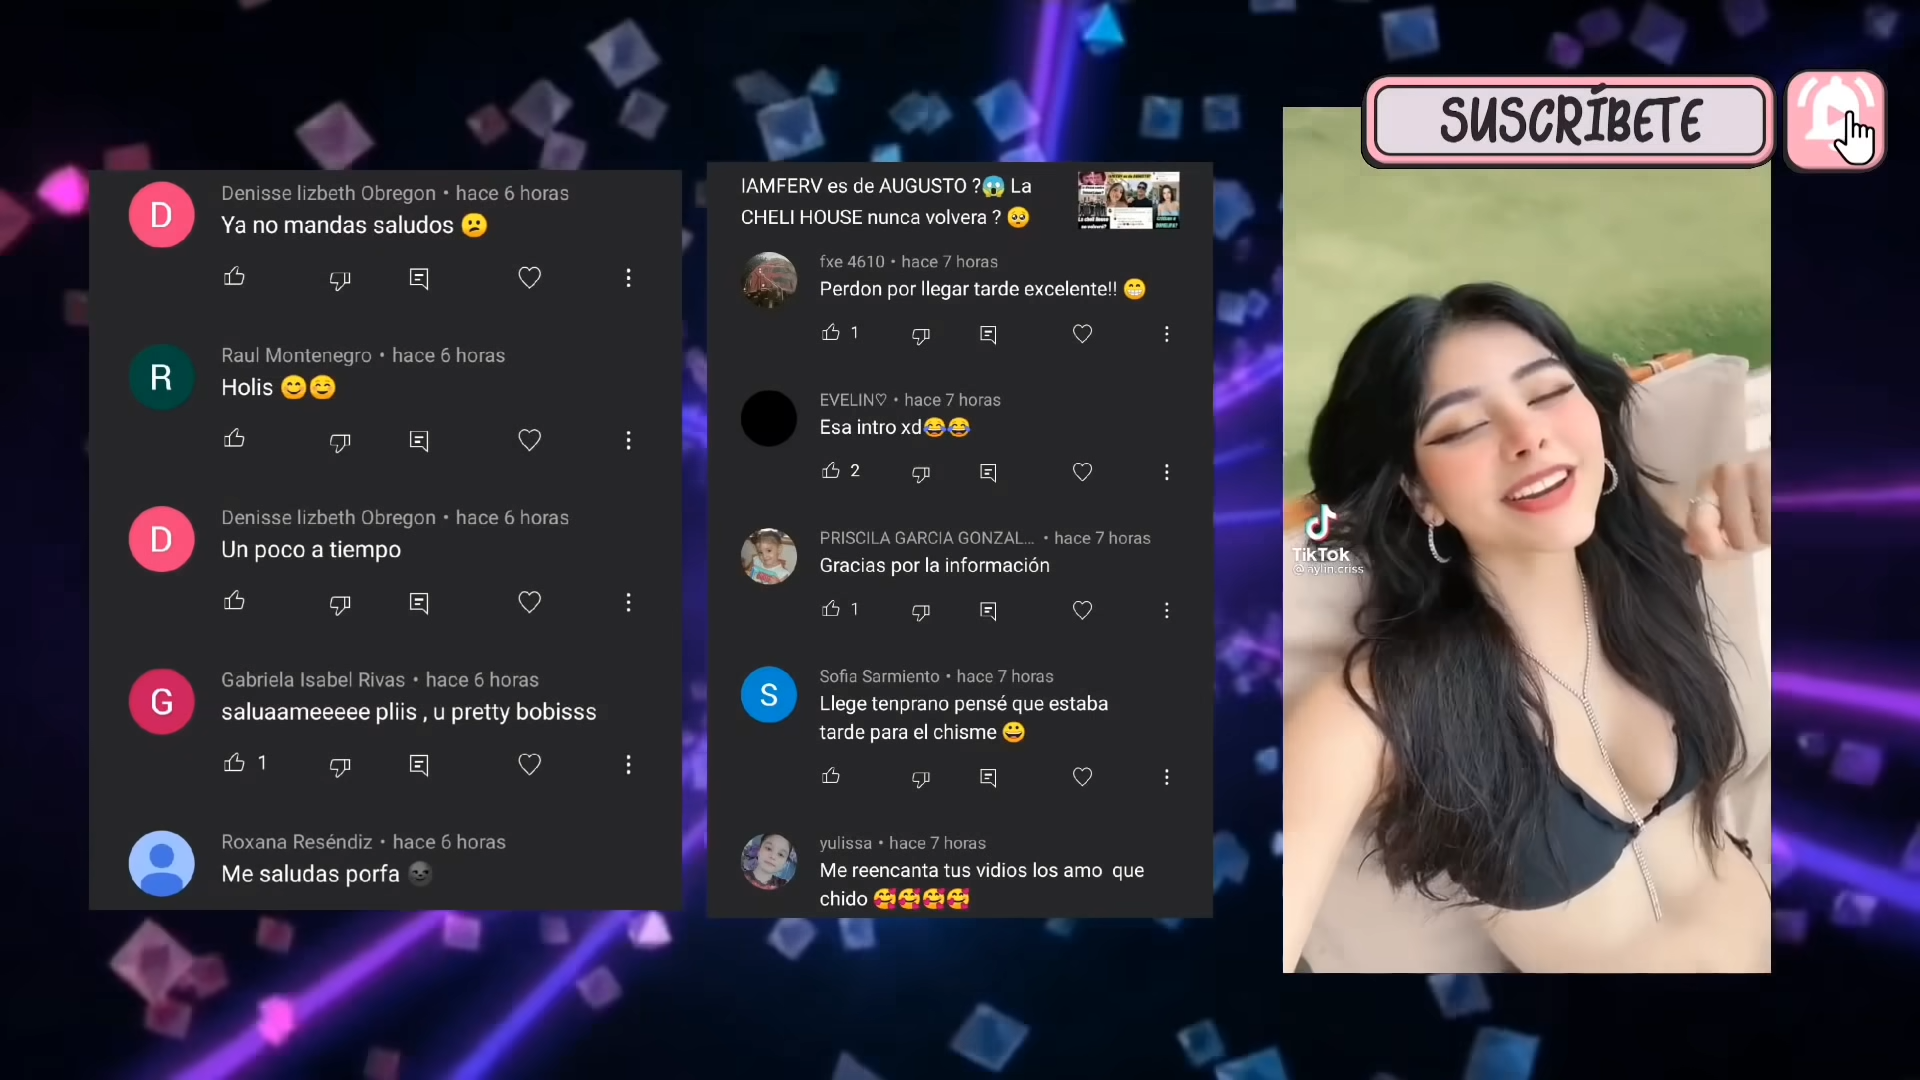 D
Denisse lizbeth Obregon • hace 6 horas
Ya no mandas saludos 😕
R
Raul Montenegro • hace 6 horas
Holis 😊☺️
D
Denisse lizbeth Obregon • hace 6 horas
Un poco a tiempo
G
Gabriela Isabel Rivas • hace 6 horas
saluaameeeee pliis , u pretty bobisss
1
Roxana Reséndiz • hace 6 horas
Me saludas porfa 🌚
IAMFERV es de AUGUSTO ?😱 La
CHELI HOUSE nunca volvera ? 🥺
fxe 4610 • hace 7 horas
Perdon por llegar tarde excelente!! 😁
1
EVELIN♡ • hace 7 horas
Esa intro xd😂😂
2
PRISCILA GARCIA GONZAL... • hace 7 horas
Gracias por la información
1
S
Sofia Sarmiento • hace 7 horas
Llege tenprano pensé que estaba
tarde para el chisme 😀
yulissa • hace 7 horas
Me reencanta tus vidios los amo que
chido 🥰🥰🥰🥰
SUSCRÍBETE
TikTok
@aylin.criss